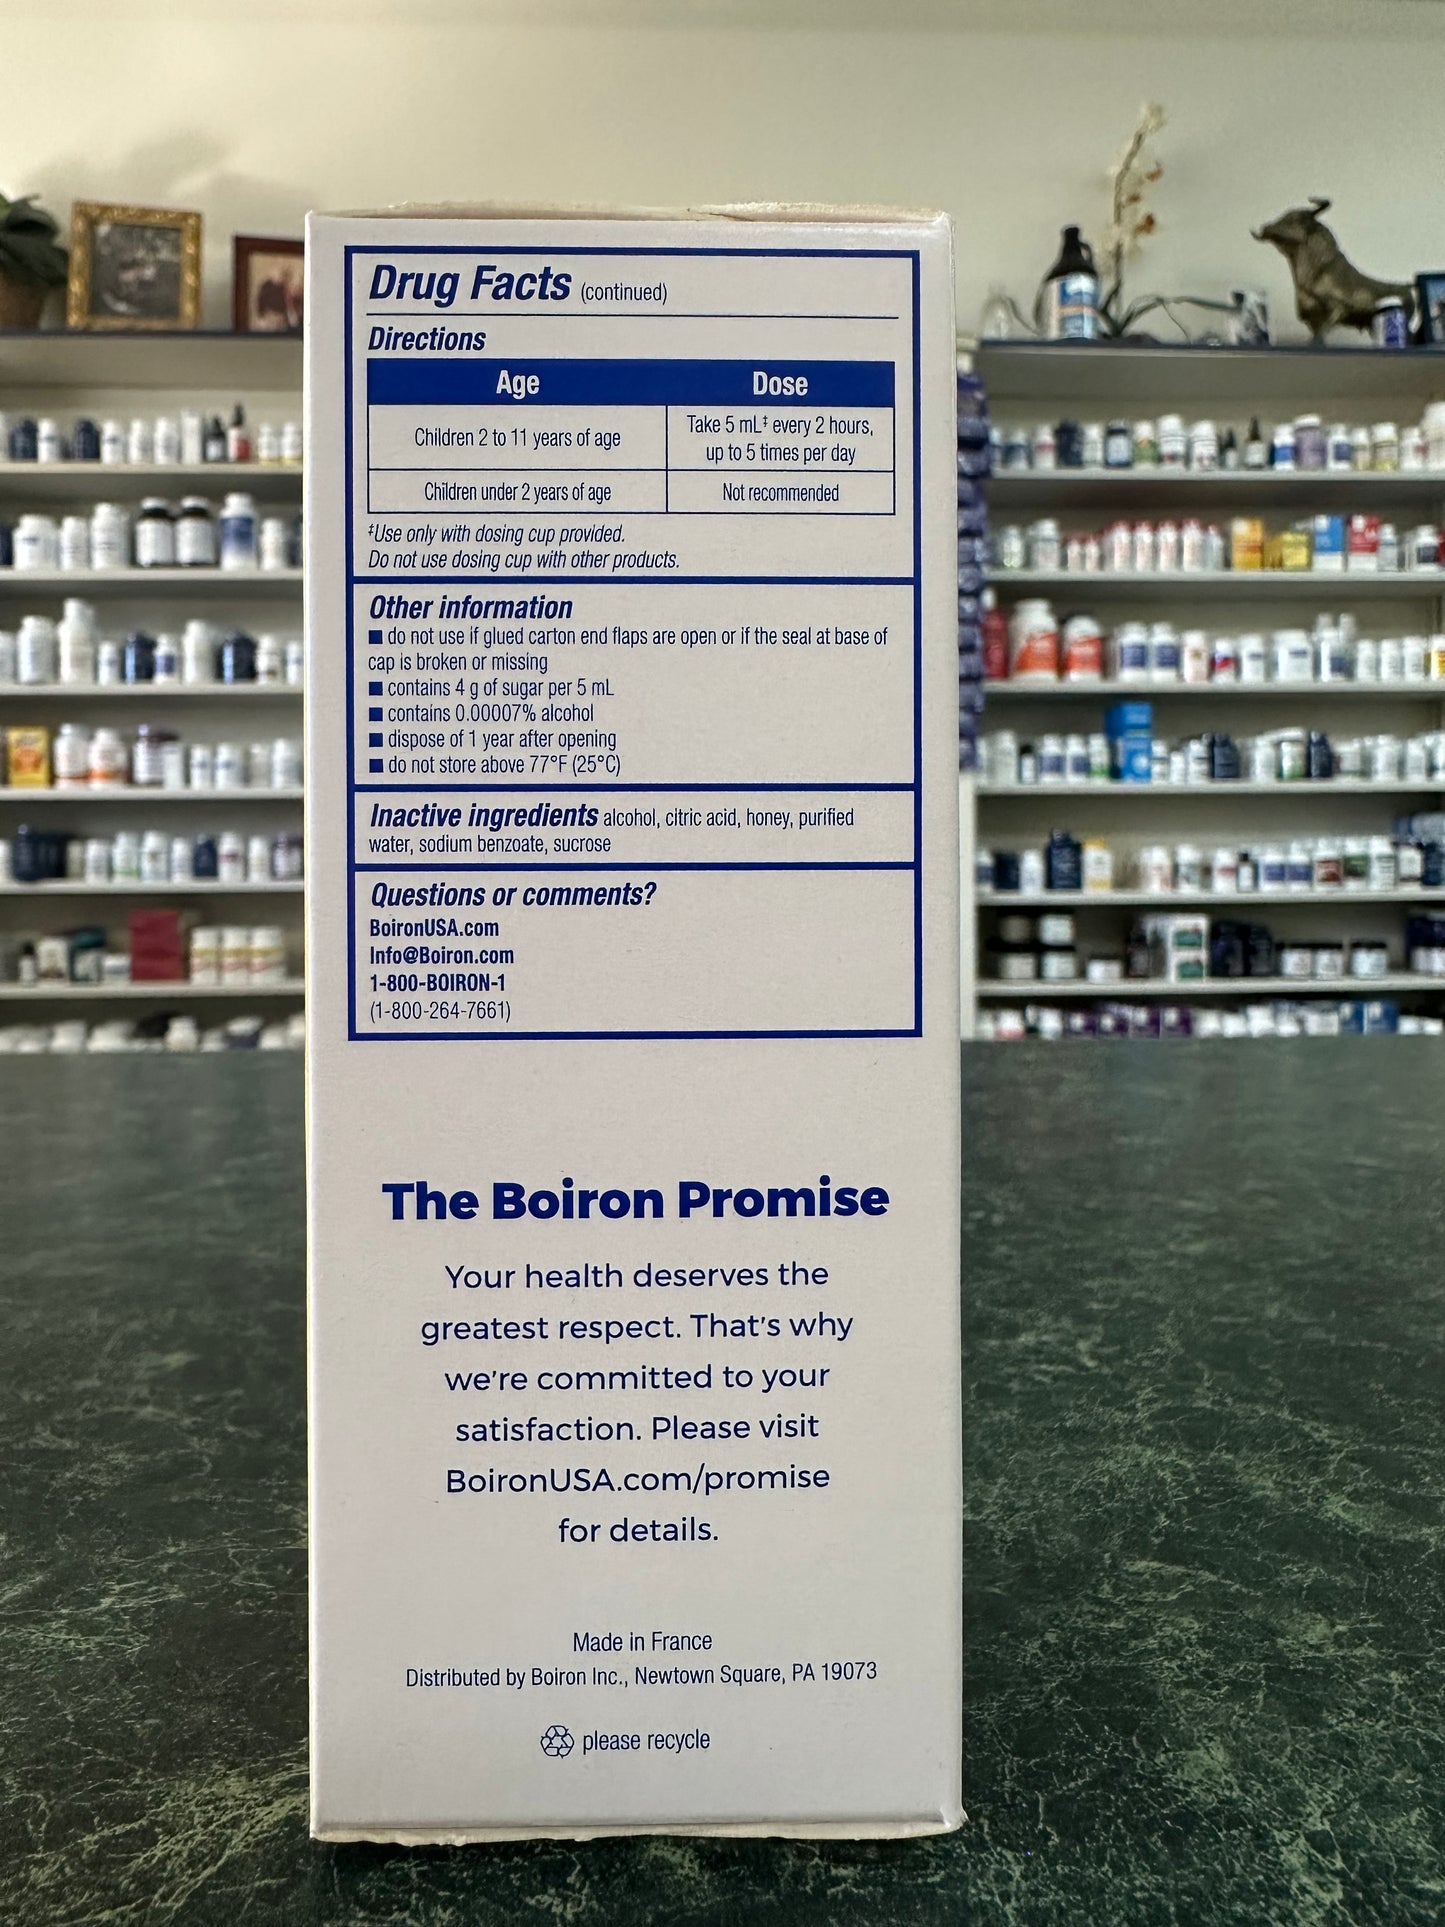 Drug Facts (continued)
Directions
Age Dose
Children 2 to 11 years of age Take 5 mL‡ every 2 hours, up to 5 times per day
Children under 2 years of age Not recommended
‡Use only with dosing cup provided.
Do not use dosing cup with other products.
Other information
■ do not use if glued carton end flaps are open or if the seal at base of
cap is broken or missing
■ contains 4 g of sugar per 5 mL
■ contains 0.00007% alcohol
■ dispose of 1 year after opening
■ do not store above 77°F (25°C)
Inactive ingredients alcohol, citric acid, honey, purified
water, sodium benzoate, sucrose
Questions or comments?
BoironUSA.com
Info@Boiron.com
1-800-BOIRON-1
(1-800-264-7661)
The Boiron Promise
Your health deserves the
greatest respect. That's why
we're committed to your
satisfaction. Please visit
BoironUSA.com/promise
for details.
Made in France
Distributed by Boiron Inc., Newtown Square, PA 19073
please recycle